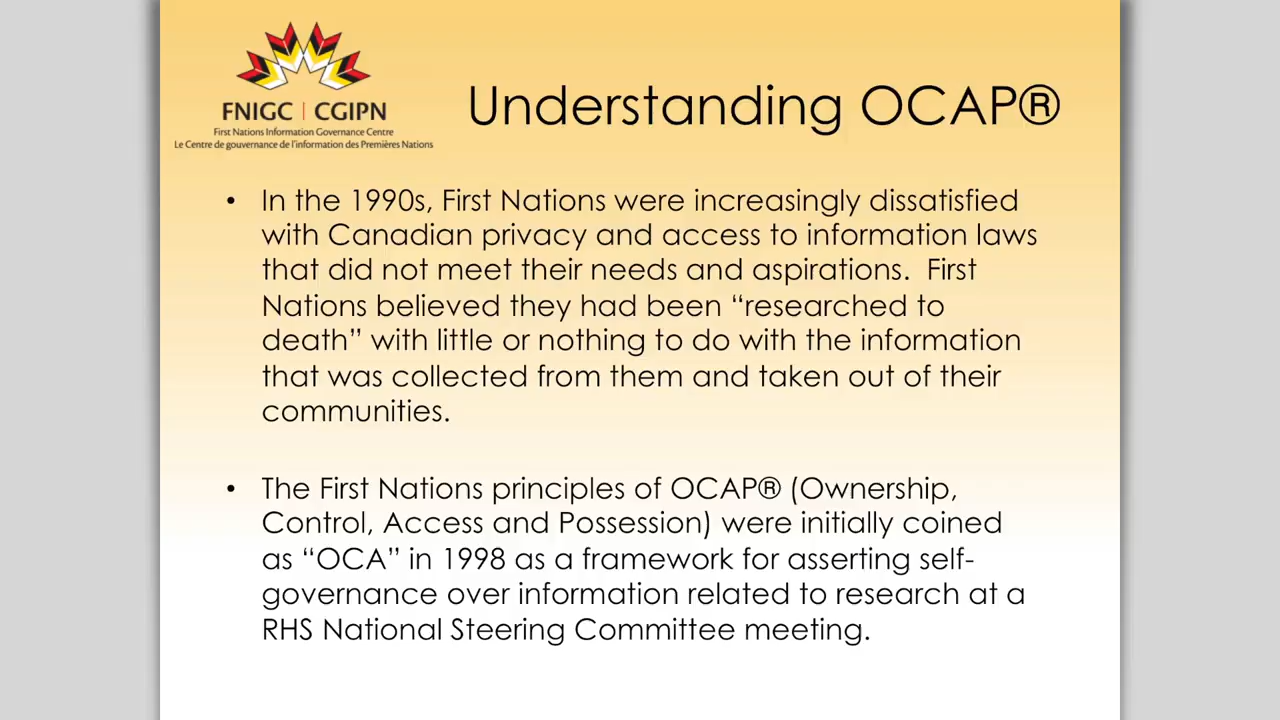 FNIGC | CGIPN
First Nations Information Governance Centre
Le Centre de gouvernance de l'information des Premières Nations
Understanding OCAP®
• In the 1990s, First Nations were increasingly dissatisfied
with Canadian privacy and access to information laws
that did not meet their needs and aspirations.  First
Nations believed they had been “researched to
death” with little or nothing to do with the information
that was collected from them and taken out of their
communities.
• The First Nations principles of OCAP® (Ownership,
Control, Access and Possession) were initially coined
as “OCA” in 1998 as a framework for asserting self-
governance over information related to research at a
RHS National Steering Committee meeting.